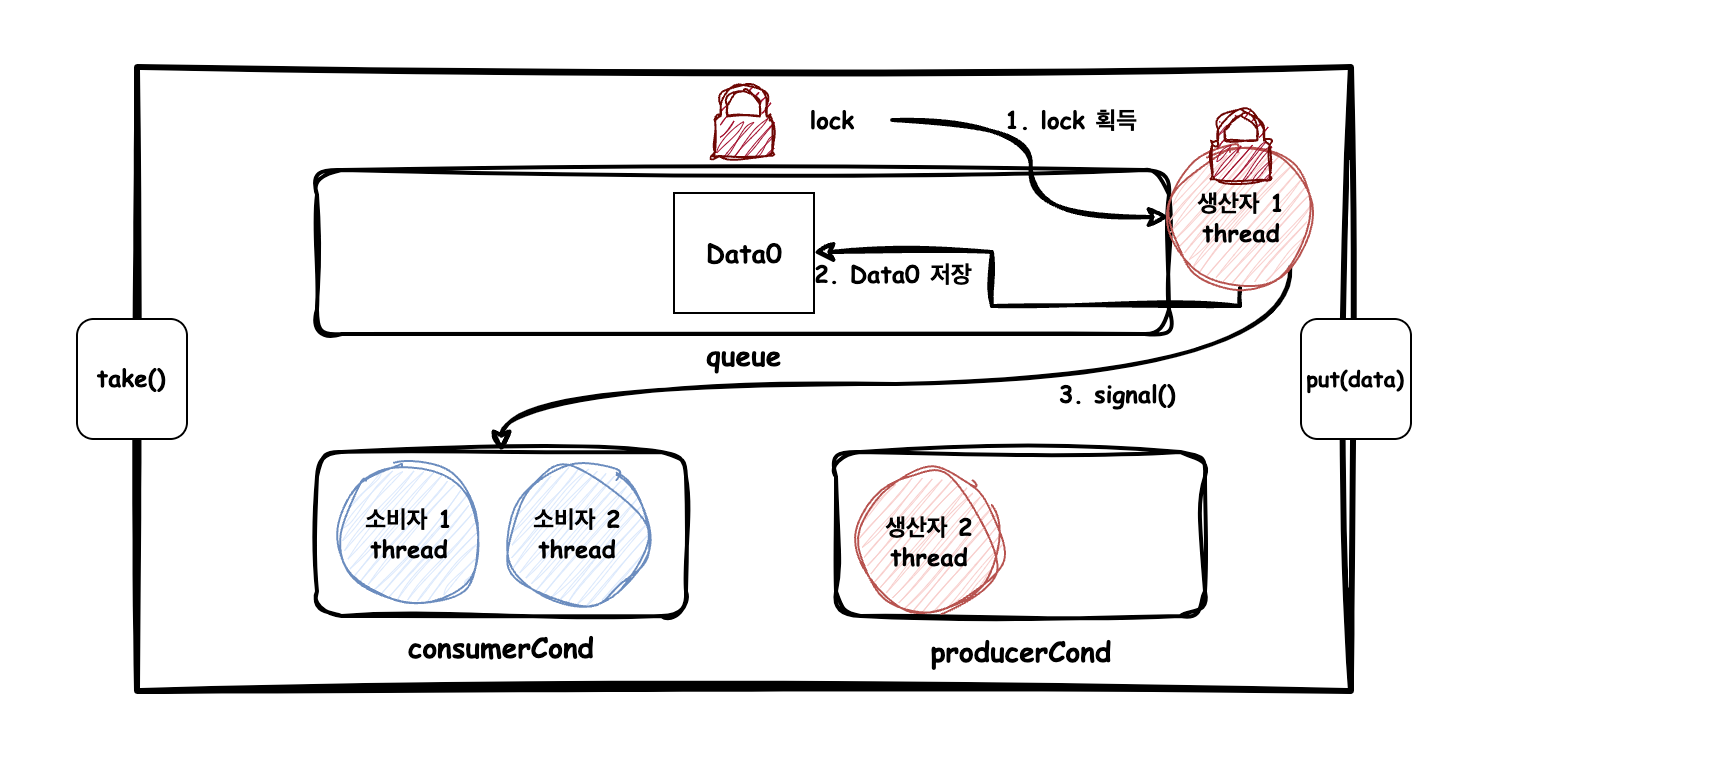 lock
1. lock 획득
생산자 1
thread
Data0
2. Data0 저장
queue
take()
put(data)
3. signal()
소비자 1
thread
소비자 2
thread
생산자 2
thread
consumerCond
producerCond